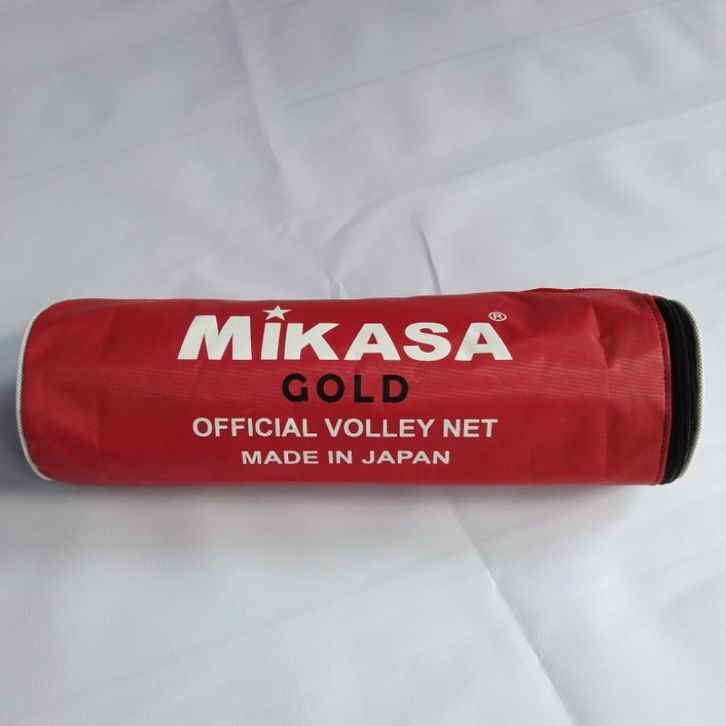 MIKASA®
GOLD
OFFICIAL VOLLEY NET
MADE IN JAPAN